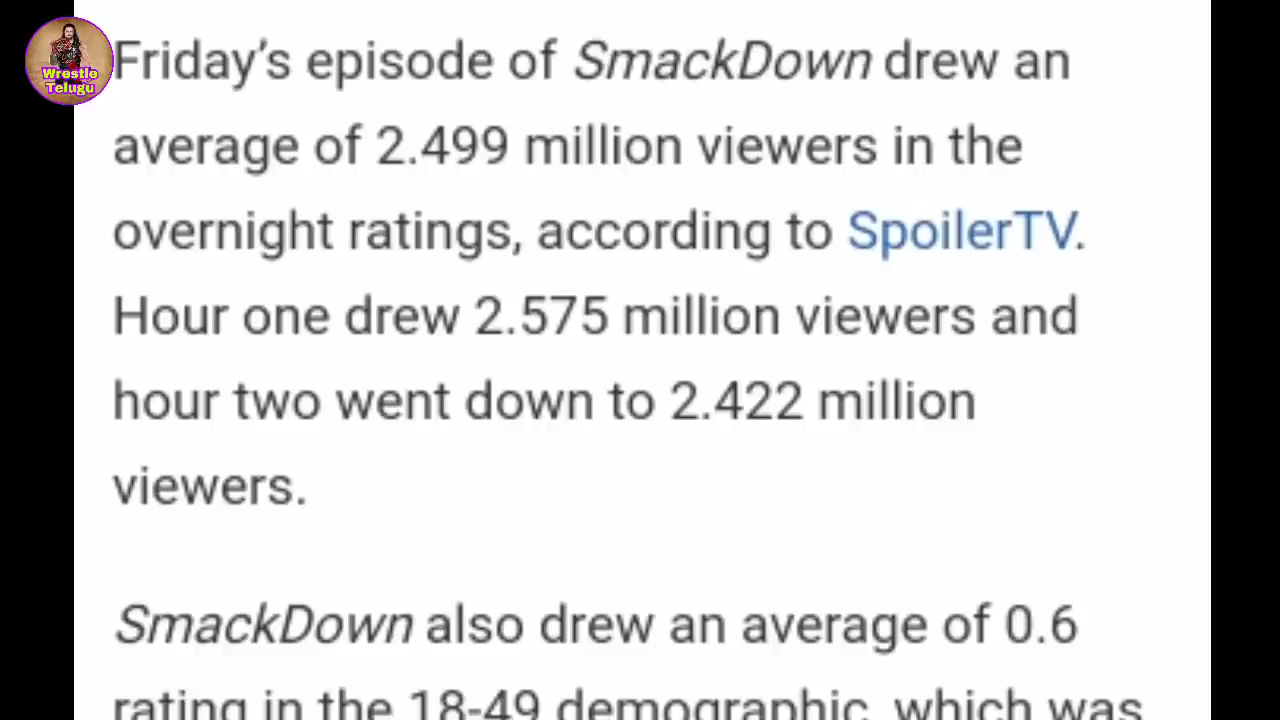 Wrestle
Telugu
Friday’s episode of SmackDown drew an
average of 2.499 million viewers in the
overnight ratings, according to SpoilerTV.
Hour one drew 2.575 million viewers and
hour two went down to 2.422 million
viewers.
SmackDown also drew an average of 0.6
rating in the 18-49 demographic, which was